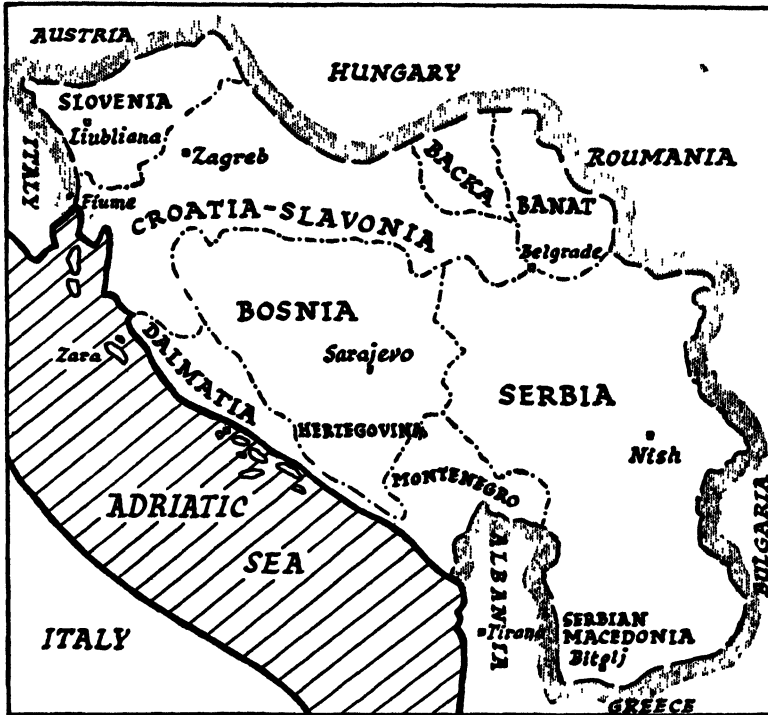 AUSTRIA
HUNGARY
SLOVENIA
Liubliana
Zagreb
ITALY
Fiume
BACKA
ROUMANIA
BANAT
CROATIA-SLAVONIA
Belgrade
BOSNIA
DALMATIA
Zara
Sarajevo
SERBIA
HERTEGOVINA
Nish
MONTENEGRO
ADRIATIC
SEA
BULGARIA
ALBANIA
Tirana
SERBIAN
MACEDONIA
Bitolj
ITALY
GREECE